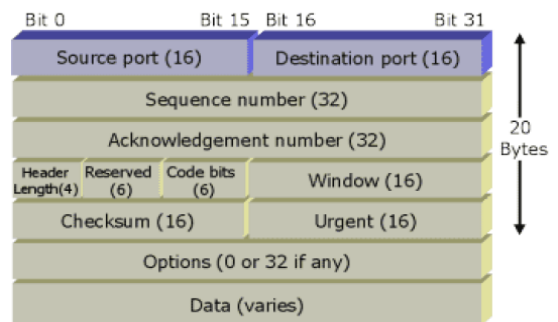 Bit 0 Bit 15 Bit 16 Bit 31
Source port (16) Destination port (16)
Sequence number (32)
Acknowledgement number (32)
20
Bytes
Header
Length(4)
Reserved
(6)
Code bits
(6)
Window (16)
Checksum (16) Urgent (16)
Options (0 or 32 if any)
Data (varies)